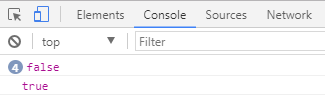 Elements Console Sources Network
top Filter
4 false
true